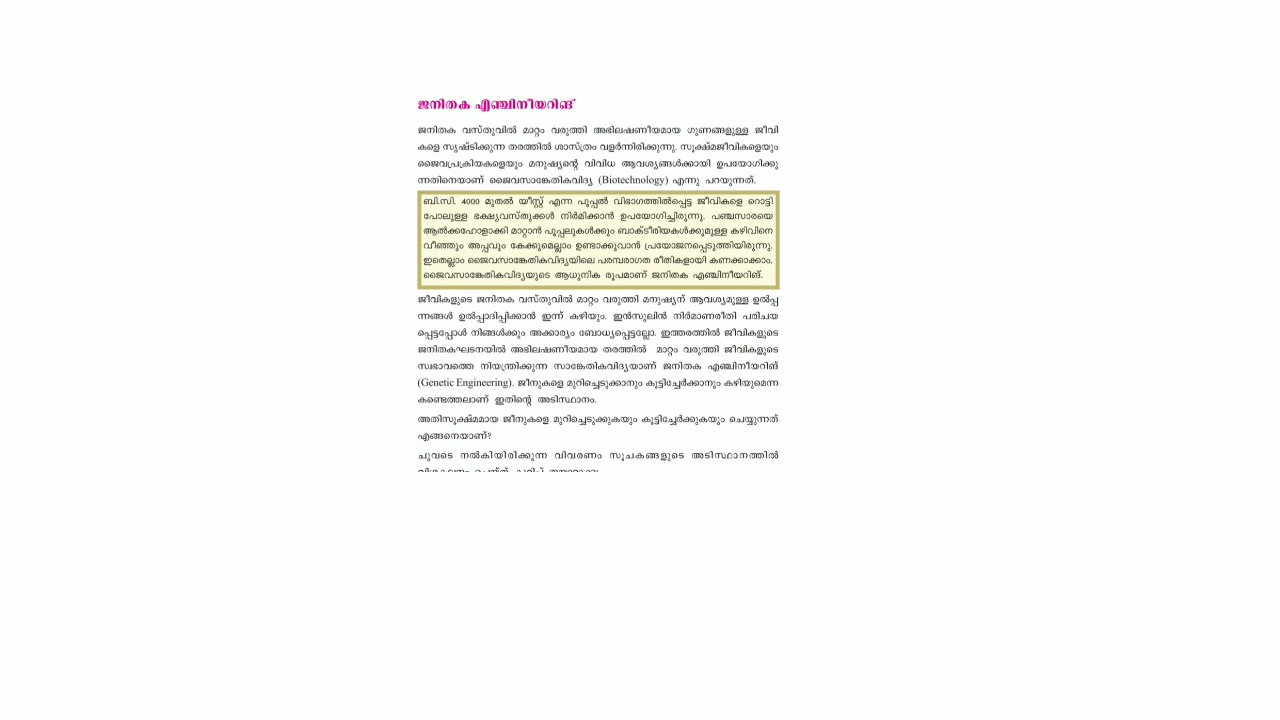 ജനിതക എഞ്ചിനീയറിങ്
ജനിതക വസ്തുവിൽ മാറ്റം വരുത്തി അഭിലഷണീയമായ ഗുണങ്ങളുള്ള ജീവി
കളെ സൃഷ്ടിക്കുന്ന തരത്തിൽ ശാസ്ത്രം വളർന്നിരിക്കുന്നു. സൂക്ഷ്മജീവികളെയും
ജൈവപ്രക്രിയകളെയും മനുഷ്യന്റെ വിവിധ ആവശ്യങ്ങൾക്കായി ഉപയോഗിക്കു
ന്നതിനെയാണ് ജൈവസാങ്കേതികവിദ്യ (Biotechnology) എന്നു പറയുന്നത്.
ബി.സി. 4000 മുതൽ യീസ്റ്റ് എന്ന പൂപ്പൽ വിഭാഗത്തിൽപ്പെട്ട ജീവികളെ റൊട്ടി
പോലുള്ള ഭക്ഷ്യവസ്തുക്കൾ നിർമിക്കാൻ ഉപയോഗിച്ചിരുന്നു. പഞ്ചസാരയെ
ആൽക്കഹോളാക്കി മാറ്റാൻ പൂപ്പലുകൾക്കും ബാക്ടീരിയകൾക്കുമുള്ള കഴിവിനെ
വീഞ്ഞും അപ്പവും കേക്കുമെല്ലാം ഉണ്ടാക്കുവാൻ പ്രയോജനപ്പെടുത്തിയിരുന്നു.
ഇതെല്ലാം ജൈവസാങ്കേതികവിദ്യയിലെ പരമ്പരാഗത രീതികളായി കണക്കാക്കാം.
ജൈവസാങ്കേതികവിദ്യയുടെ ആധുനിക രൂപമാണ് ജനിതക എഞ്ചിനീയറിങ്.
ജീവികളുടെ ജനിതക വസ്തുവിൽ മാറ്റം വരുത്തി മനുഷ്യന് ആവശ്യമുള്ള ഉൽപ്പ
ന്നങ്ങൾ ഉൽപ്പാദിപ്പിക്കാൻ ഇന്ന് കഴിയും. ഇൻസുലിൻ നിർമാണരീതി പരിചയ
പ്പെട്ടപ്പോൾ നിങ്ങൾക്കും അക്കാര്യം ബോധ്യപ്പെട്ടല്ലോ. ഇത്തരത്തിൽ ജീവികളുടെ
ജനിതകഘടനയിൽ അഭിലഷണീയമായ തരത്തിൽ മാറ്റം വരുത്തി ജീവികളുടെ
സ്വഭാവത്തെ നിയന്ത്രിക്കുന്ന സാങ്കേതികവിദ്യയാണ് ജനിതക എഞ്ചിനീയറിങ്
(Genetic Engineering). ജീനുകളെ മുറിച്ചെടുക്കാനും കൂട്ടിച്ചേർക്കാനും കഴിയുമെന്ന
കണ്ടെത്തലാണ് ഇതിന്റെ അടിസ്ഥാനം.
അതിസൂക്ഷ്മമായ ജീനുകളെ മുറിച്ചെടുക്കുകയും കൂട്ടിച്ചേർക്കുകയും ചെയ്യുന്നത്
എങ്ങനെയാണ്?
ചുവടെ നൽകിയിരിക്കുന്ന വിവരണം സൂചകങ്ങളുടെ അടിസ്ഥാനത്തിൽ